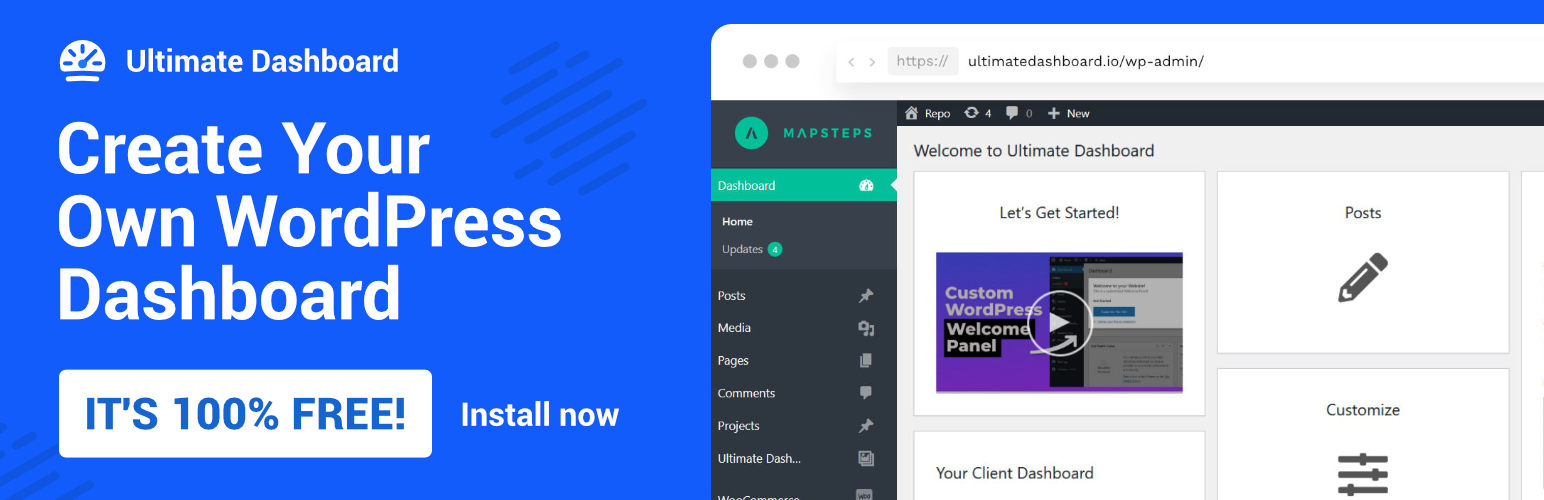 Ultimate Dashboard
Create Your
Own WordPress
Dashboard
IT'S 100% FREE!
Install now
https://
ultimatedashboard.io/wp-admin/
MAPSTEPS
Repo
4
0
New
Dashboard
Home
Updates 4
Posts
Media
Pages
Comments
Projects
Ultimate Dash...
WooCommerce
Welcome to Ultimate Dashboard
Let's Get Started!
Custom
WordPress
Welcome
Panel
Your Client Dashboard
Posts
Customize